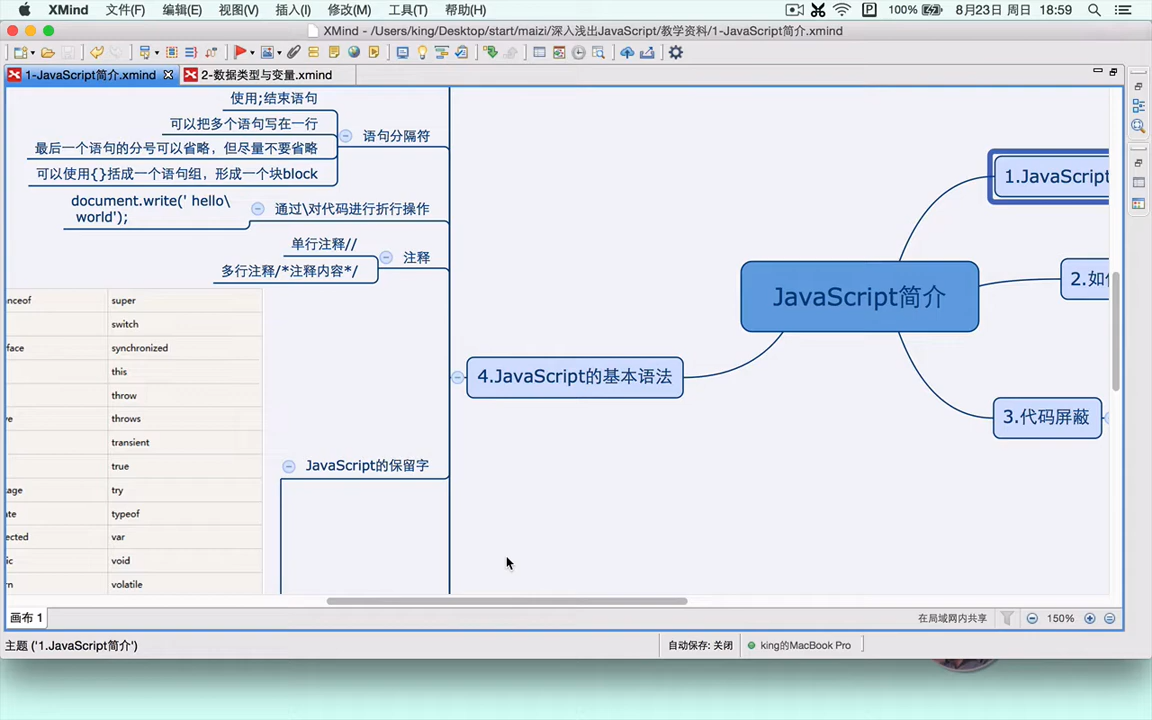 XMind 文件(F) 编辑(E) 视图(V) 插入(I) 修改(M) 工具(T) 帮助(H) 100% 8月23日 周日 18:59
XMind - /Users/king/Desktop/start/maizi/深入浅出JavaScript/教学资料/1-JavaScript简介.xmind
1-JavaScript简介.xmind 2-数据类型与变量.xmind
使用;结束语句
可以把多个语句写在一行
语句分隔符
最后一个语句的分号可以省略，但尽量不要省略
可以使用{}括成一个语句组，形成一个块block
document.write(' hello\
world');
通过\对代码进行折行操作
单行注释//
注释
多行注释/*注释内容*/
anceof super
switch
face synchronized
this
throw
ve throws
transient
true
kage try
ate typeof
ected var
ic void
rn volatile
JavaScript的保留字
4.JavaScript的基本语法
JavaScript简介
1.JavaScript
2.如何
3.代码屏蔽
画布 1
在局域网内共享 150%
主题 ('1.JavaScript简介')
自动保存: 关闭 king的MacBook Pro